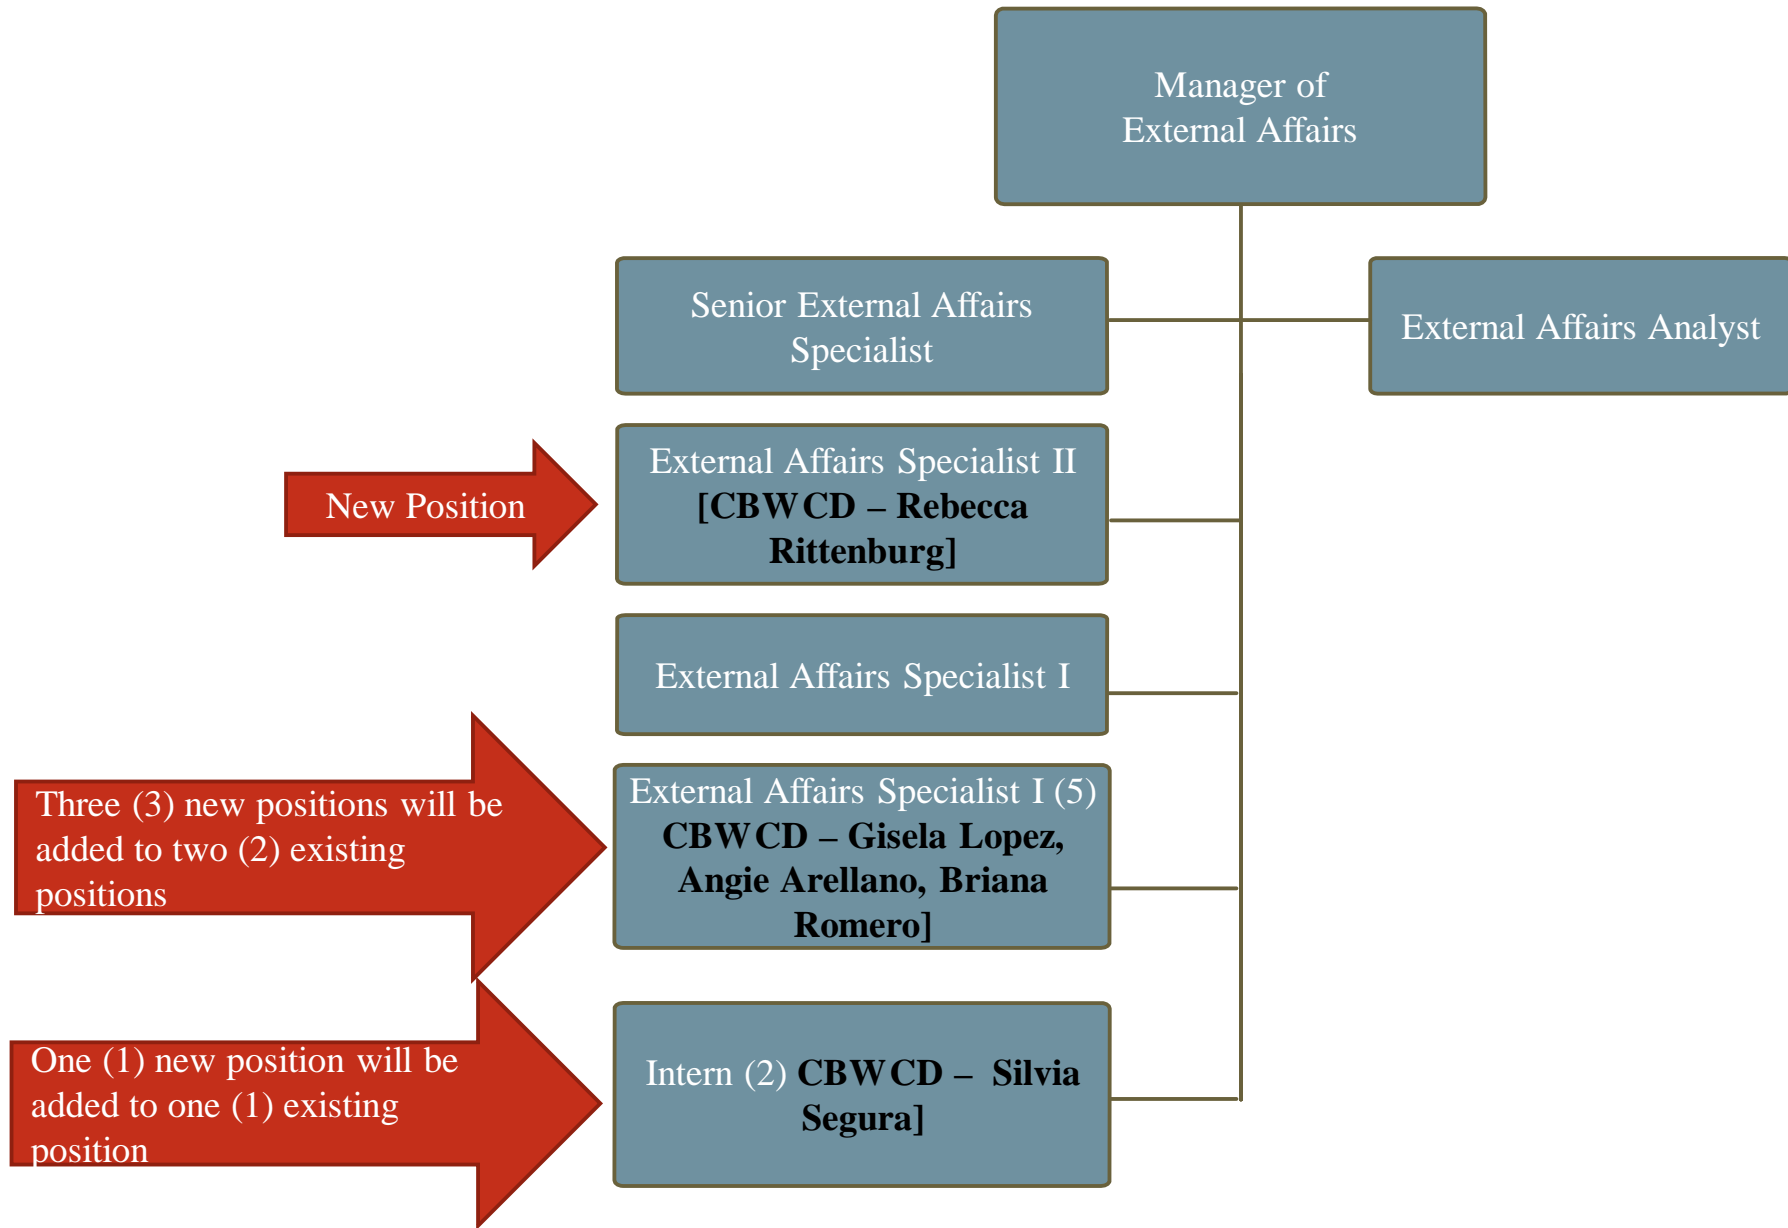 Manager of
External Affairs
Senior External Affairs
Specialist
External Affairs Analyst
New Position
External Affairs Specialist II
[CBWCD – Rebecca
Rittenburg]
External Affairs Specialist I
Three (3) new positions will be
added to two (2) existing
positions
External Affairs Specialist I (5)
CBWCD – Gisela Lopez,
Angie Arellano, Briana
Romero]
One (1) new position will be
added to one (1) existing
position
Intern (2) CBWCD – Silvia
Segura]